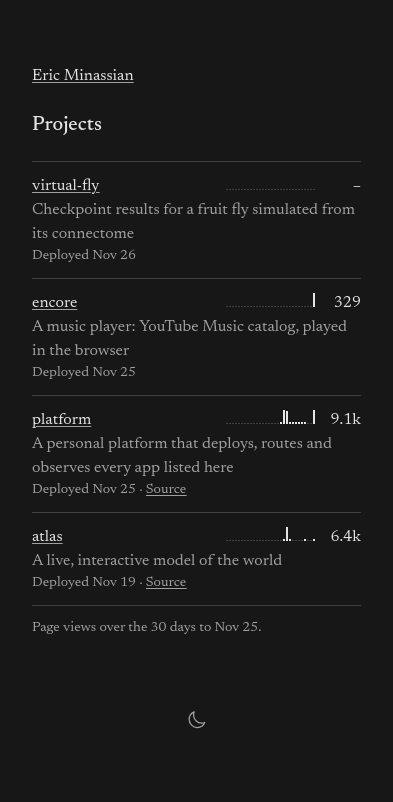 Eric Minassian
Projects
virtual-fly –
Checkpoint results for a fruit fly simulated from
its connectome
Deployed Nov 26
encore 329
A music player: YouTube Music catalog, played
in the browser
Deployed Nov 25
platform 9.1k
A personal platform that deploys, routes and
observes every app listed here
Deployed Nov 25 · Source
atlas 6.4k
A live, interactive model of the world
Deployed Nov 19 · Source
Page views over the 30 days to Nov 25.